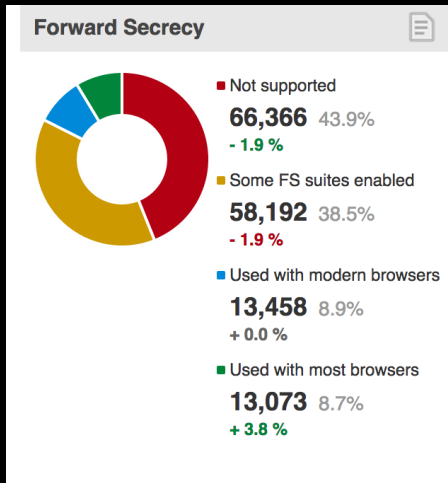 Forward Secrecy
Not supported
66,366 43.9%
- 1.9 %
Some FS suites enabled
58,192 38.5%
- 1.9 %
Used with modern browsers
13,458 8.9%
+ 0.0 %
Used with most browsers
13,073 8.7%
+ 3.8 %